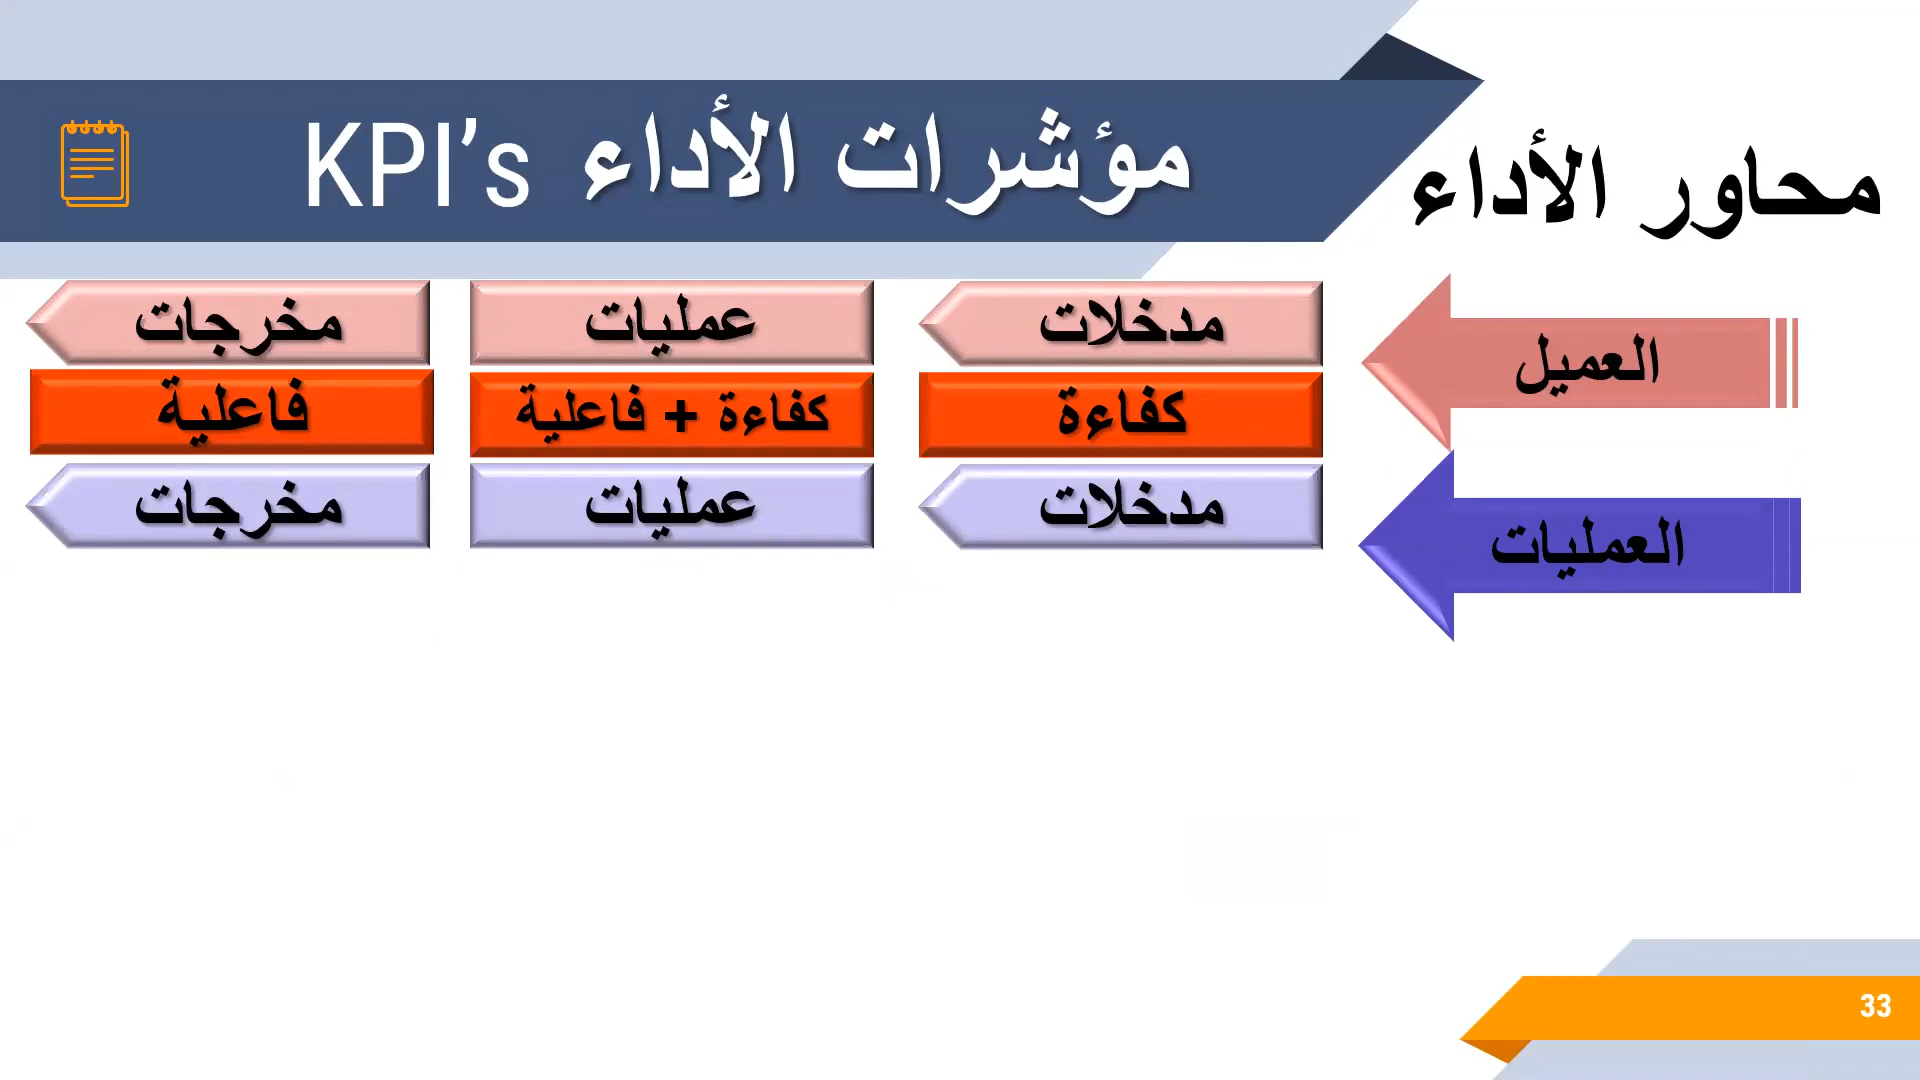 مؤشرات الأداء KPI’s
محاور الأداء
العميل
مدخلات
عمليات
مخرجات
كفاءة
كفاءة + فاعلية
فاعلية
العمليات
مدخلات
عمليات
مخرجات
33